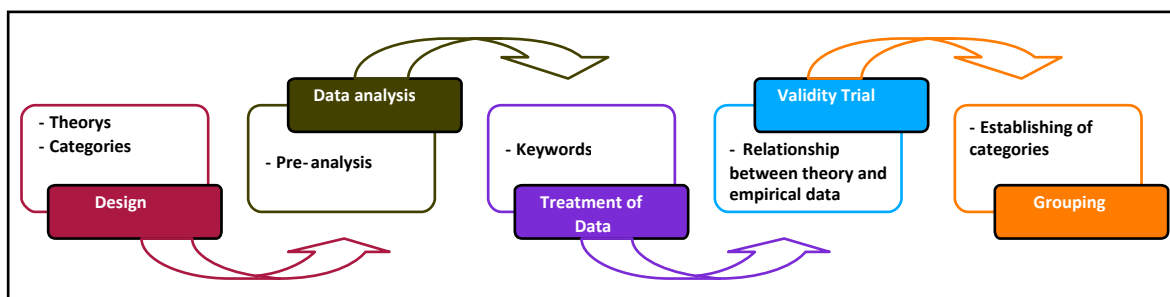 - Theorys
- Categories
Design
Data analysis
- Pre-analysis
- Keywords
Treatment of
Data
Validity Trial
- Relationship
between theory and
empirical data
- Establishing of
categories
Grouping